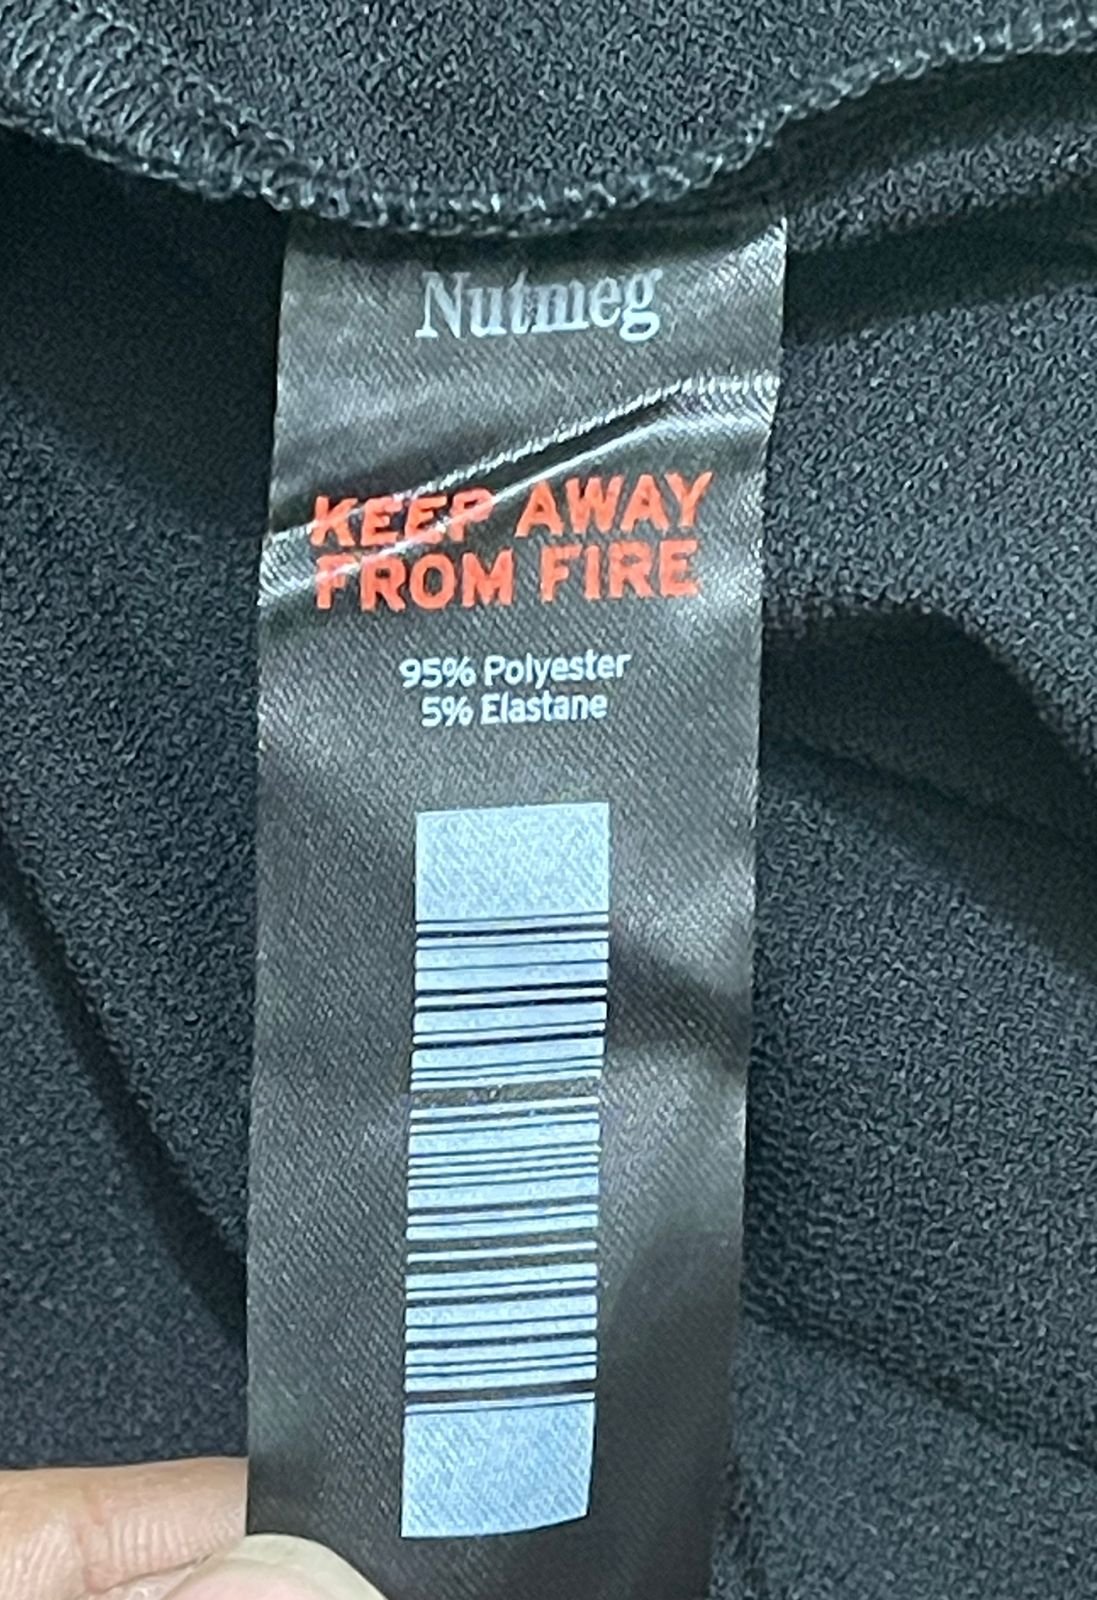 Nutmeg
KEEP AWAY
FROM FIRE
95% Polyester
5% Elastane